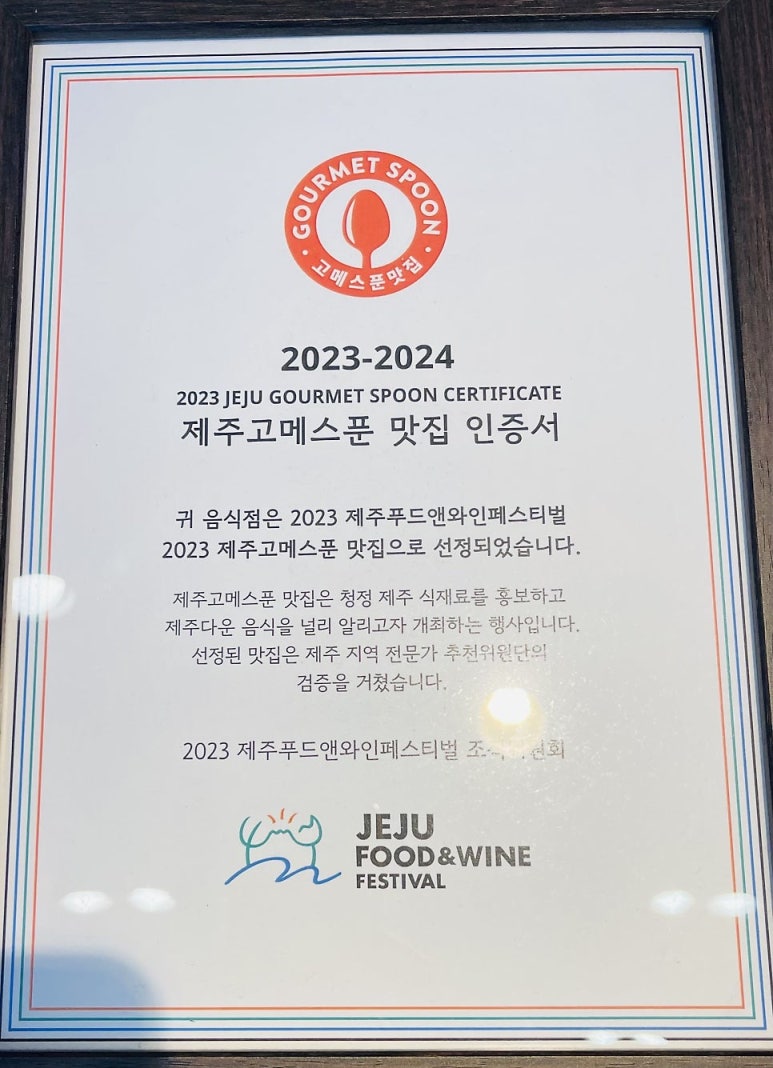 GOURMET SPOON
고메스푼맛집
2023-2024
2023 JEJU GOURMET SPOON CERTIFICATE
제주고메스푼 맛집 인증서
귀 음식점은 2023 제주푸드앤와인페스티벌
2023 제주고메스푼 맛집으로 선정되었습니다.
제주고메스푼 맛집은 청정 제주 식재료를 홍보하고
제주다운 음식을 널리 알리고자 개최하는 행사입니다.
선정된 맛집은 제주 지역 전문가 추천위원단의
검증을 거쳤습니다.
2023 제주푸드앤와인페스티벌
JEJU
FOOD&WINE
FESTIVAL